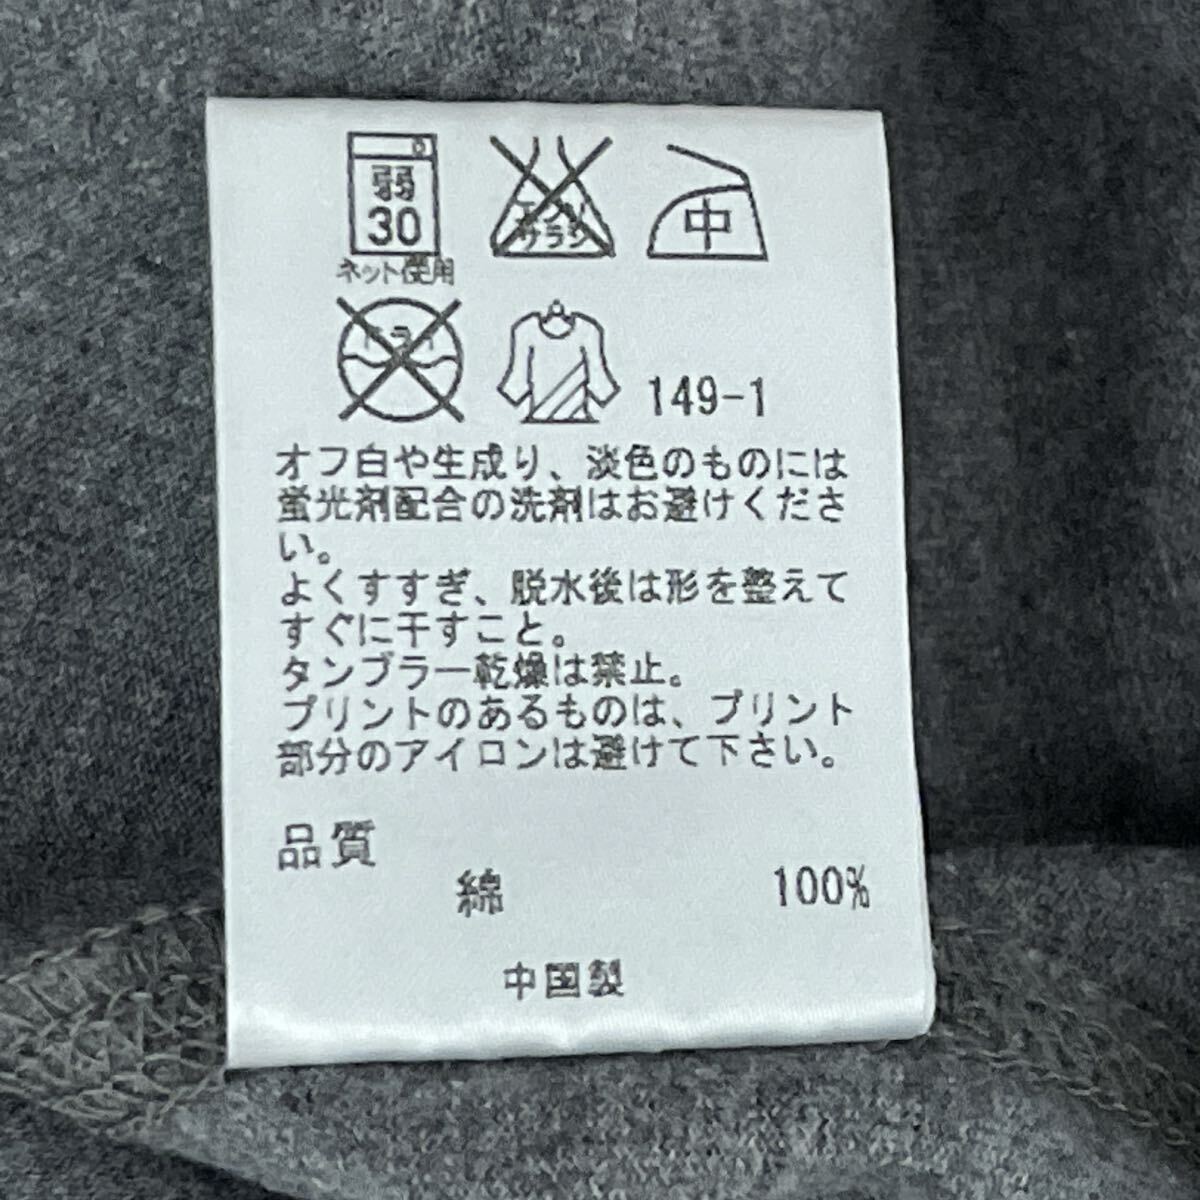 弱
30
ネット使用
エンソ
サラシ
中
ドライ
149-1
オフ白や生成り、淡色のものには
蛍光剤配合の洗剤はお避けくださ
い。
よくすすぎ、脱水後は形を整えて
すぐに干すこと。
タンブラー乾燥は禁止。
プリントのあるものは、プリント
部分のアイロンは避けて下さい。
品質
綿 100%
中国製